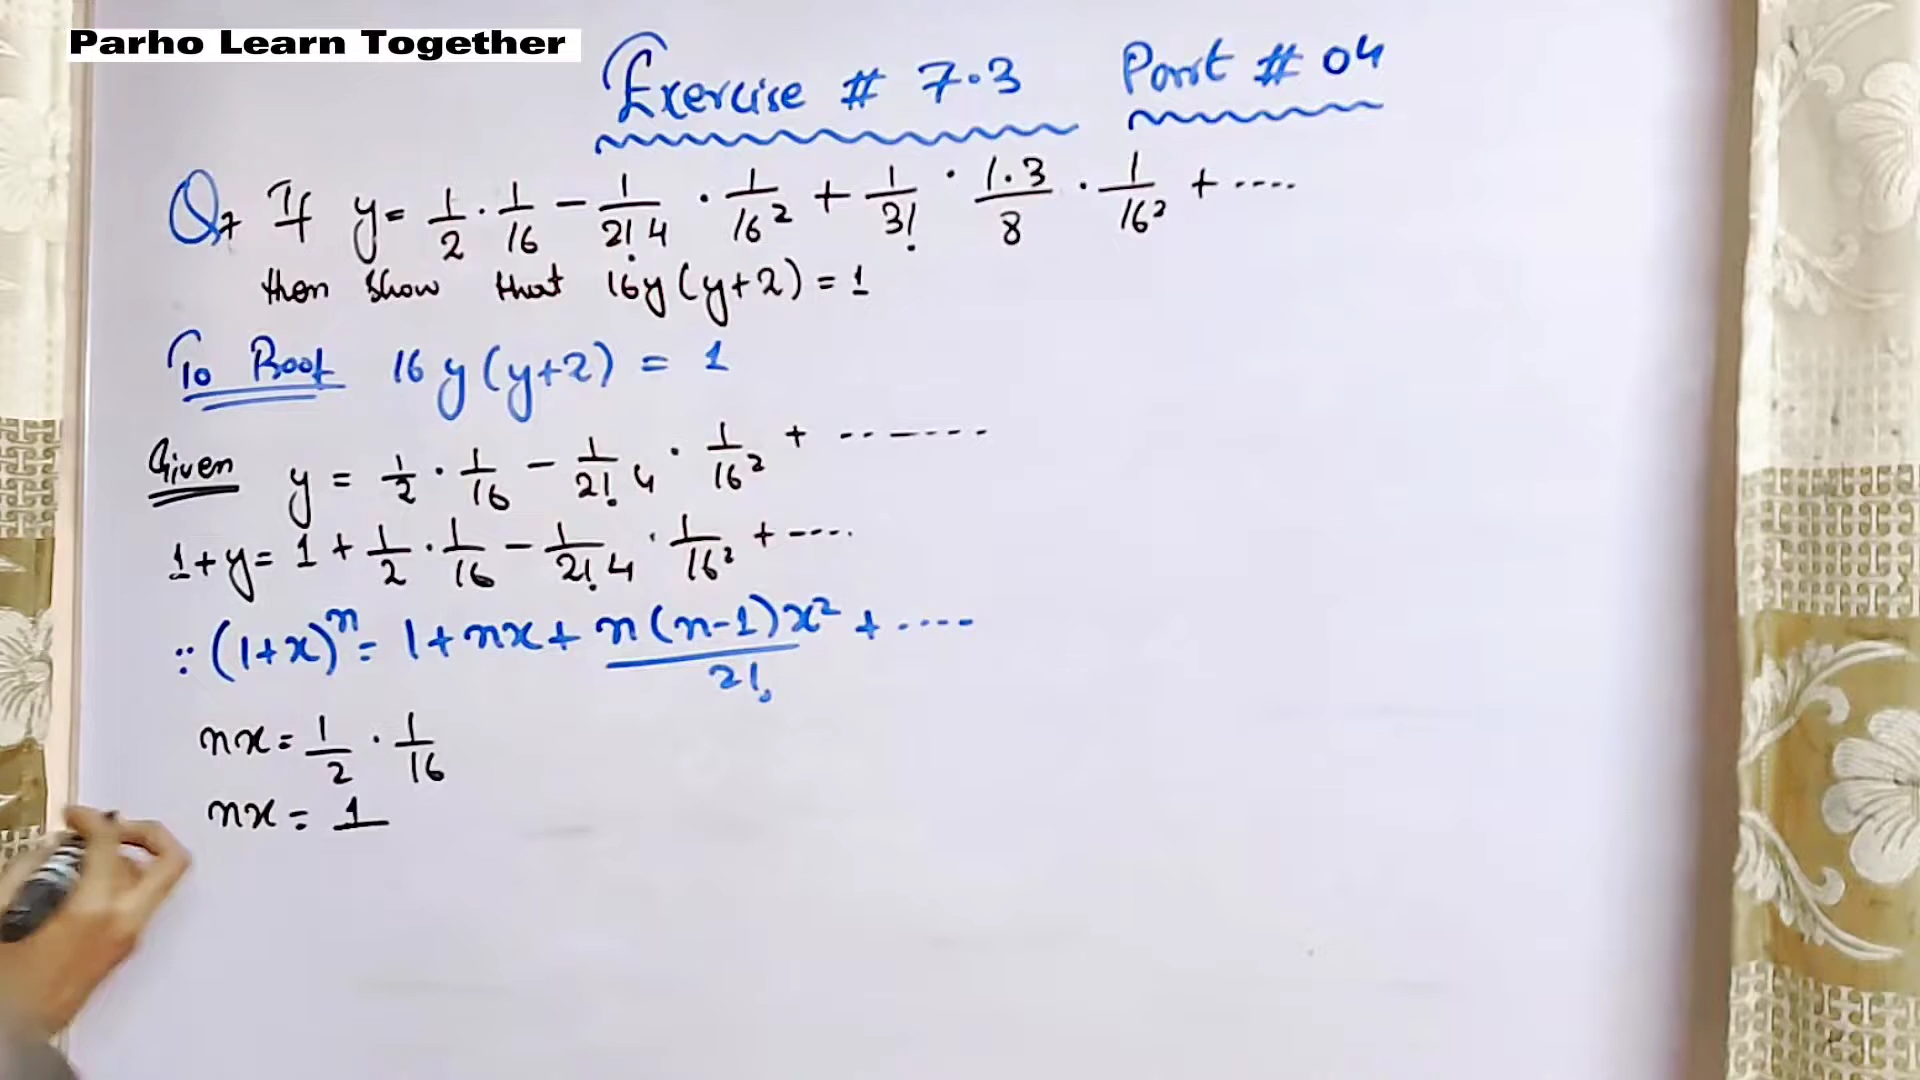 Parho Learn Together
Exercise # 7.3 Part # 04
Q7 If y = 1/2 · 1/16 − 1/2!4 · 1/16² + 1/3! · 1·3/8 · 1/16³ + ....
then show that 16y(y+2) = 1
To Proof 16y(y+2) = 1
Given y = 1/2 · 1/16 − 1/2!4 · 1/16² + .......
1+y = 1 + 1/2 · 1/16 − 1/2!4 · 1/16² + ....
∵ (1+x)ⁿ = 1 + nx + n(n-1)x²/2! + ....
nx = 1/2 · 1/16
nx = 1/